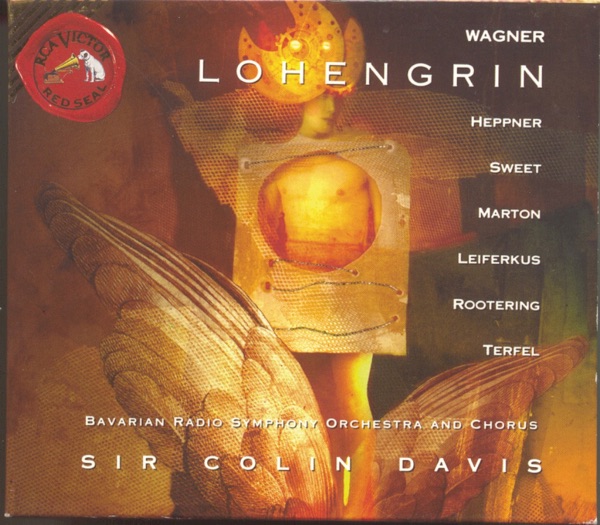 RCA VICTOR
RED SEAL
WAGNER
LOHENGRIN
HEPPNER
SWEET
MARTON
LEIFERKUS
ROOTERING
TERFEL
BAVARIAN RADIO SYMPHONY ORCHESTRA AND CHORUS
SIR COLIN DAVIS